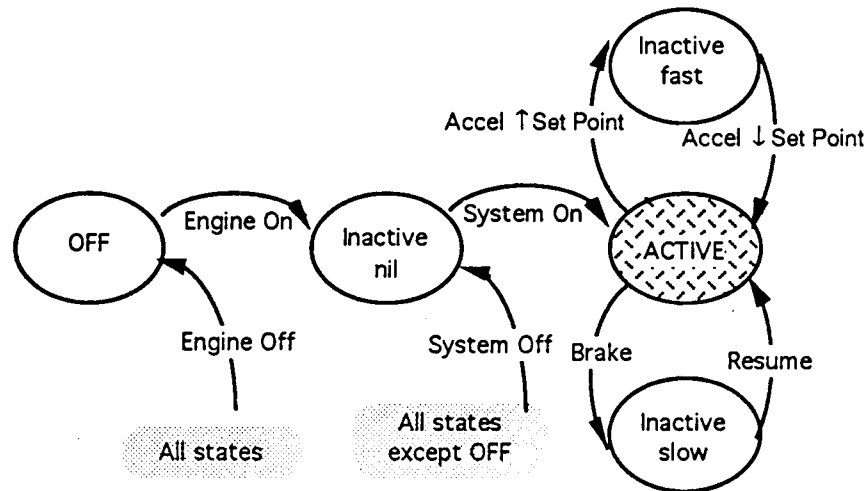 Inactive
fast
Accel ↑ Set Point
Accel ↓ Set Point
OFF
Engine On
Inactive
nil
System On
ACTIVE
Engine Off
System Off
Brake
Resume
All states
All states
except OFF
Inactive
slow